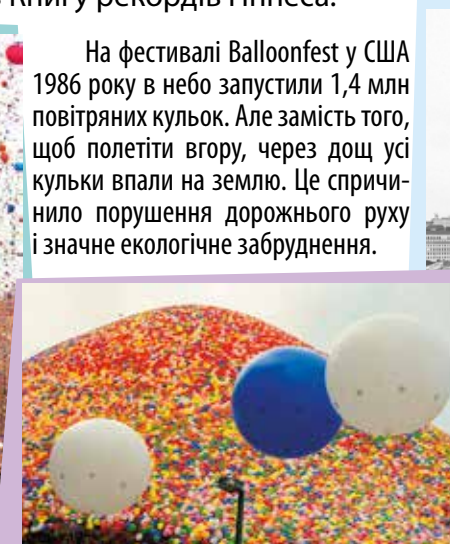 Книгу рекордів Гіннеса.
На фестивалі Balloonfest у США
1986 року в небо запустили 1,4 млн
повітряних кульок. Але замість того,
щоб полетіти вгору, через дощ усі
кульки впали на землю. Це спричи-
нило порушення дорожнього руху
і значне екологічне забруднення.